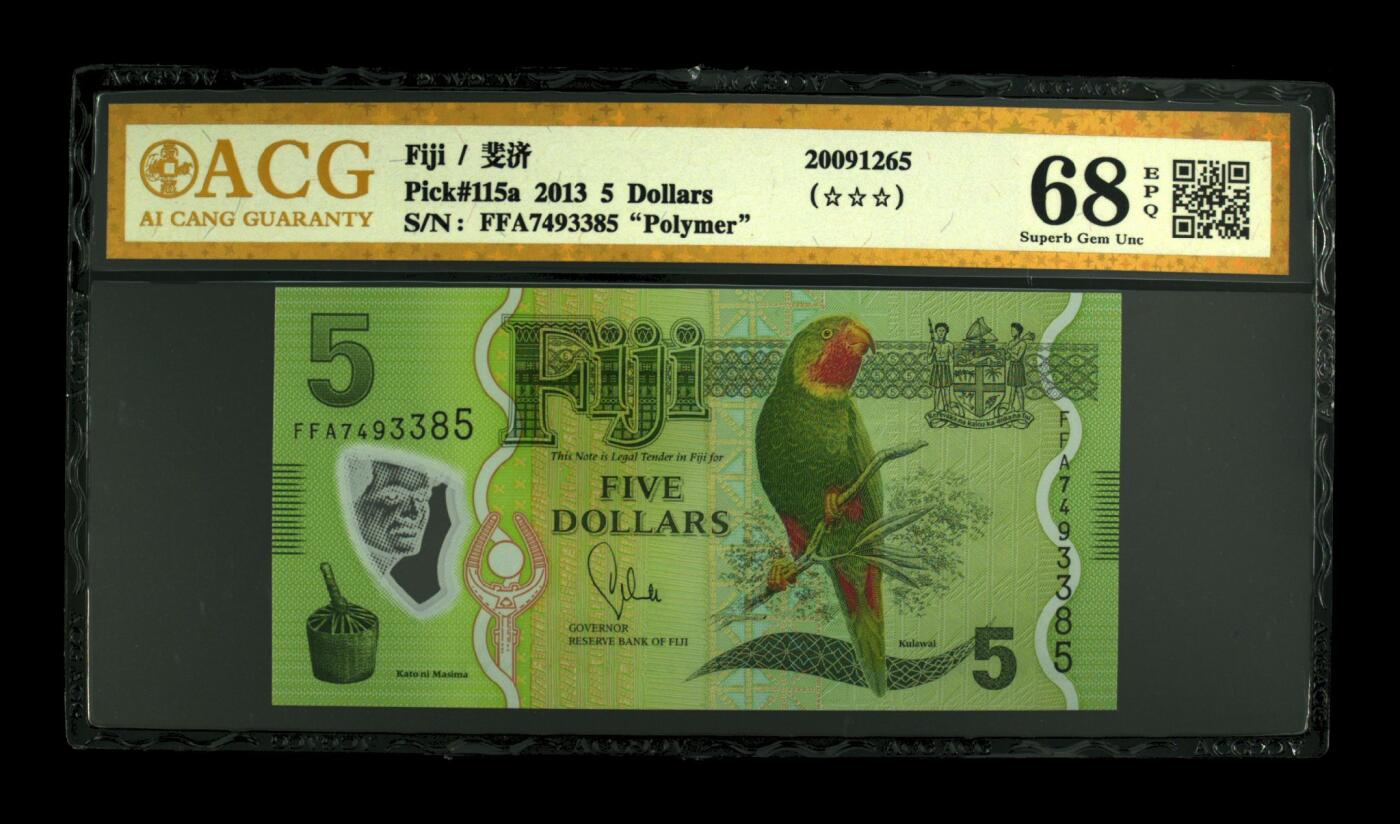 ACG
AI CANG GUARANTY
Fiji / 斐济
Pick#115a 2013 5 Dollars
S/N: FFA7493385 “Polymer”
20091265
(☆☆☆)
68
EPQ
Superb Gem Unc
5
FFA7493385
Fiji
This Note is Legal Tender in Fiji for
FIVE
DOLLARS
GOVERNOR
RESERVE BANK OF FIJI
Kato ni Masima
Kulawai
5
FFA7493385